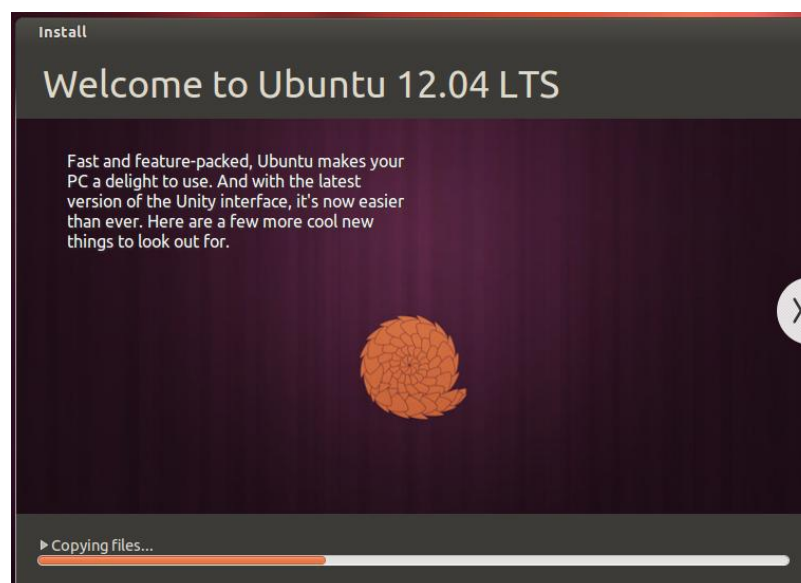 Install
Welcome to Ubuntu 12.04 LTS
Fast and feature-packed, Ubuntu makes your
PC a delight to use. And with the latest
version of the Unity interface, it's now easier
than ever. Here are a few more cool new
things to look out for.
Copying files...